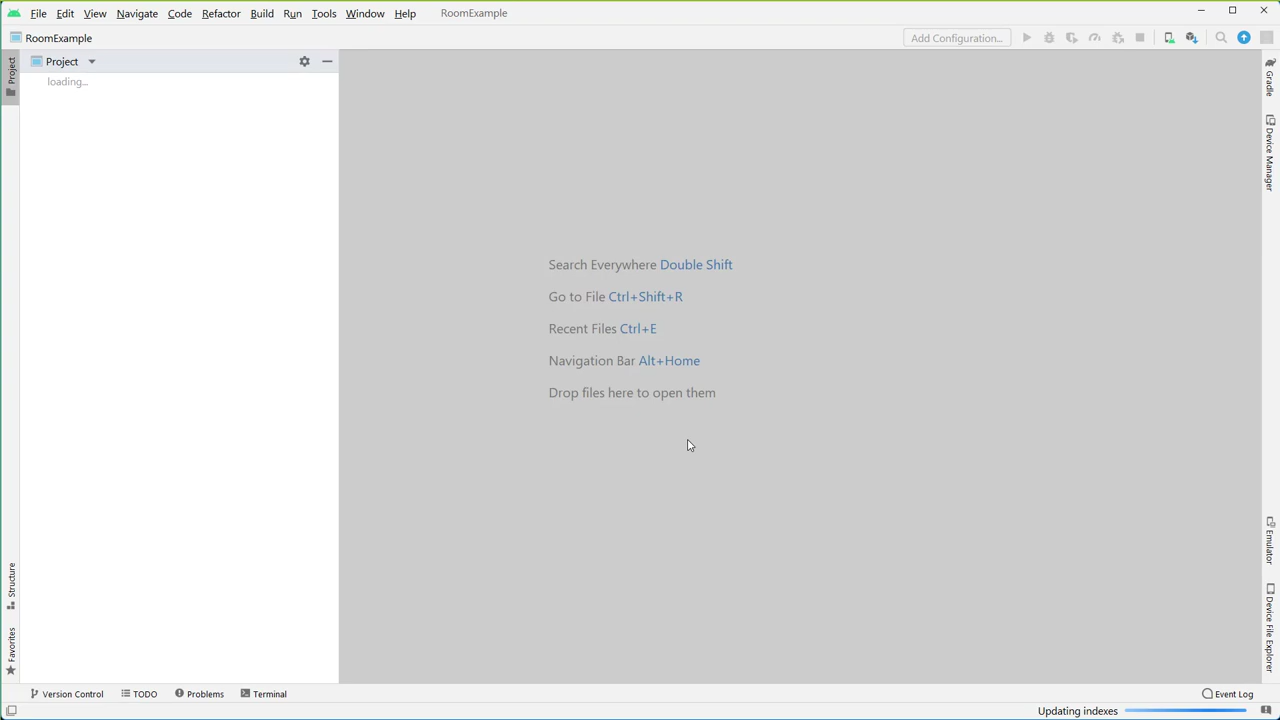 File Edit View Navigate Code Refactor Build Run Tools Window Help RoomExample
RoomExample Add Configuration...
Project
loading...
Project
Structure
Favorites
Search Everywhere Double Shift
Go to File Ctrl+Shift+R
Recent Files Ctrl+E
Navigation Bar Alt+Home
Drop files here to open them
Gradle
Device Manager
Emulator
Device File Explorer
Version Control TODO Problems Terminal Event Log
Updating indexes